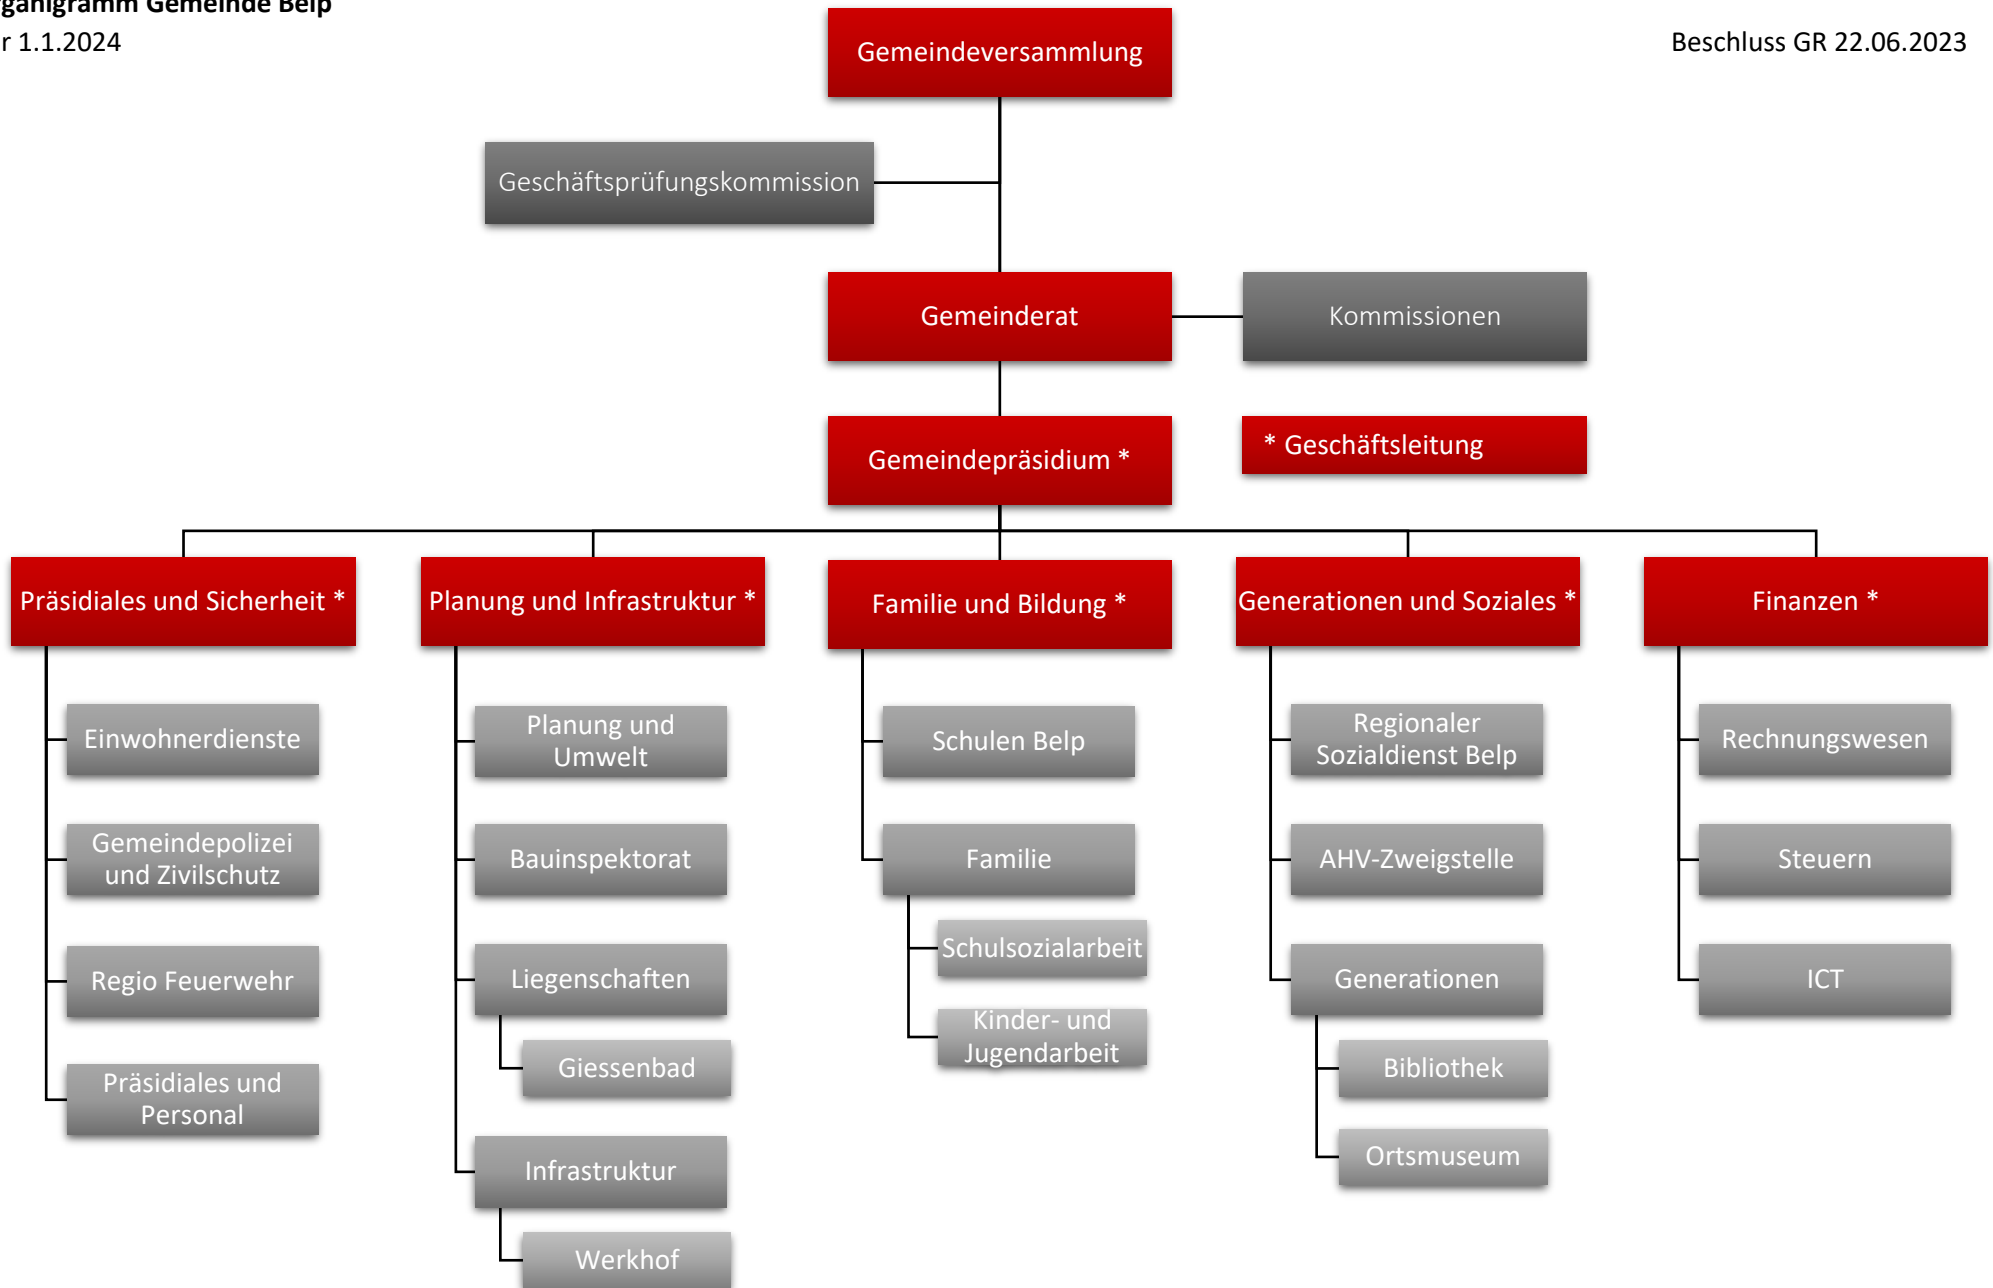 rganigramm Gemeinde Belp
r 1.1.2024
Beschluss GR 22.06.2023
Gemeindeversammlung
Geschäftsprüfungskommission
Gemeinderat
Kommissionen
Gemeindepräsidium *
* Geschäftsleitung
Präsidiales und Sicherheit *
Planung und Infrastruktur *
Familie und Bildung *
Generationen und Soziales *
Finanzen *
Einwohnerdienste
Gemeindepolizei
und Zivilschutz
Regio Feuerwehr
Präsidiales und
Personal
Planung und
Umwelt
Bauinspektorat
Liegenschaften
Giessenbad
Infrastruktur
Werkhof
Schulen Belp
Familie
Schulsozialarbeit
Kinder- und
Jugendarbeit
Regionaler
Sozialdienst Belp
AHV-Zweigstelle
Generationen
Bibliothek
Ortsmuseum
Rechnungswesen
Steuern
ICT